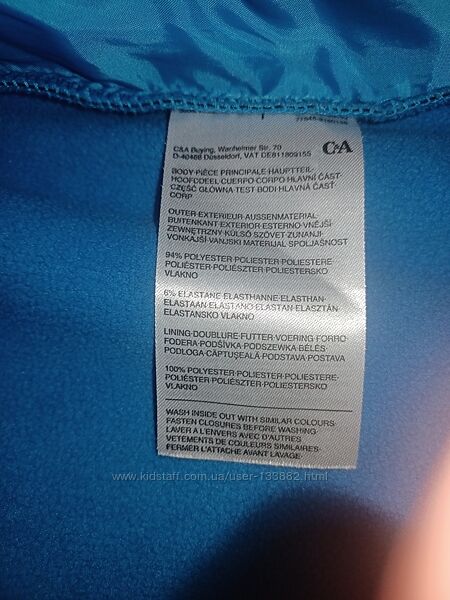 C&A Buying, Wanheimer Str. 70
D-40468 Düsseldorf, VAT DE811809155
C&A
BODY·PIÈCE PRINCIPALE·HAUPTTEIL·
HOOFDDEEL·CUERPO·CORPO·HLAVNÍ ČÁST·
CZĘŚĆ GŁÓWNA·TEST·BODI·HLAVNÁ ČASŤ·
CORP
OUTER·EXTERIEUR·AUSSENMATERIAL·
BUITENKANT·EXTERIOR·ESTERNO·VNĚJŠÍ·
ZEWNĘTRZNY·KÜLSŐ SZÖVET·ZUNANJI·
VONKAJŠÍ·VANJSKI MATERIJAL·SPOLJAŠNOST
94% POLYESTER·POLYESTER·POLIESTERE·
POLIÉSTER·POLIÉSZTER·POLIESTERSKO
VLAKNO
6% ELASTANE·ELASTHANNE·ELASTHAN·
ELASTAAN·ELASTANO·ELASTAN·ELASZTÁN·
ELASTANSKO VLAKNO
LINING·DOUBLURE·FUTTER·VOERING·FORRO·
FODERA·PODŠÍVKA·PODSZEWKA·BÉLÉS·
PODLOGA·CĂPTUȘEALĂ·PODSTAVA·POSTAVA
100% POLYESTER·POLYESTER·POLIESTERE·
POLIÉSTER·POLIÉSZTER·POLIESTERSKO
VLAKNO
WASH INSIDE OUT WITH SIMILAR COLOURS·
FASTEN CLOSURES BEFORE WASHING
LAVER A L'ENVERS AVEC D'AUTRES
VETEMENTS DE COULEURS SIMILAIRES·
FERMER L'ATTACHE AVANT LAVAGE·
www.kidstaff.com.ua/user-133882.html